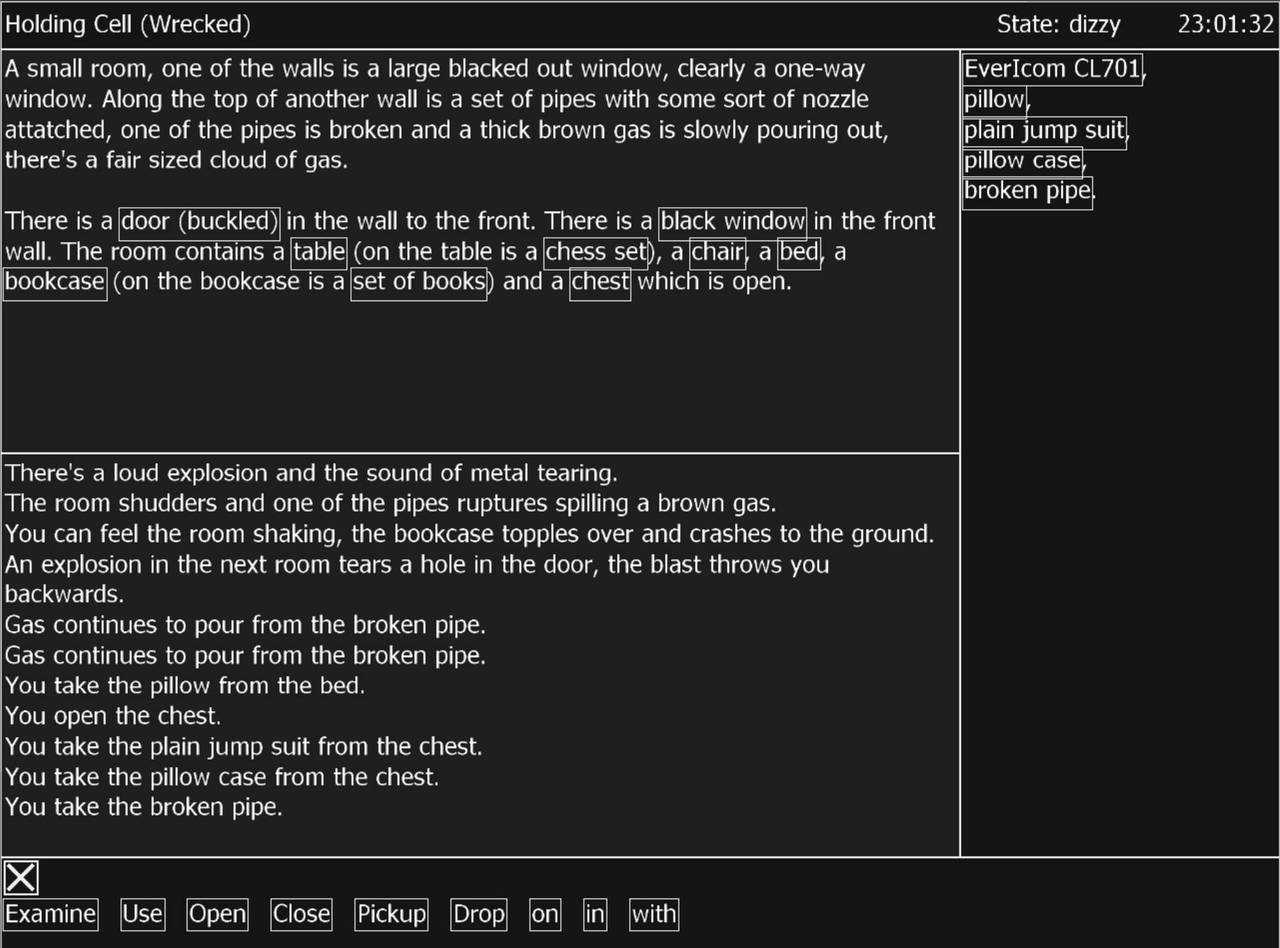 Holding Cell (Wrecked) State: dizzy 23:01:32
A small room, one of the walls is a large blacked out window, clearly a one-way
window. Along the top of another wall is a set of pipes with some sort of nozzle
attatched, one of the pipes is broken and a thick brown gas is slowly pouring out,
there's a fair sized cloud of gas.
There is a door (buckled) in the wall to the front. There is a black window in the front
wall. The room contains a table (on the table is a chess set), a chair, a bed, a
bookcase (on the bookcase is a set of books) and a chest which is open.
EverIcom CL701,
pillow,
plain jump suit,
pillow case,
broken pipe.
There's a loud explosion and the sound of metal tearing.
The room shudders and one of the pipes ruptures spilling a brown gas.
You can feel the room shaking, the bookcase topples over and crashes to the ground.
An explosion in the next room tears a hole in the door, the blast throws you
backwards.
Gas continues to pour from the broken pipe.
Gas continues to pour from the broken pipe.
You take the pillow from the bed.
You open the chest.
You take the plain jump suit from the chest.
You take the pillow case from the chest.
You take the broken pipe.
Examine Use Open Close Pickup Drop on in with